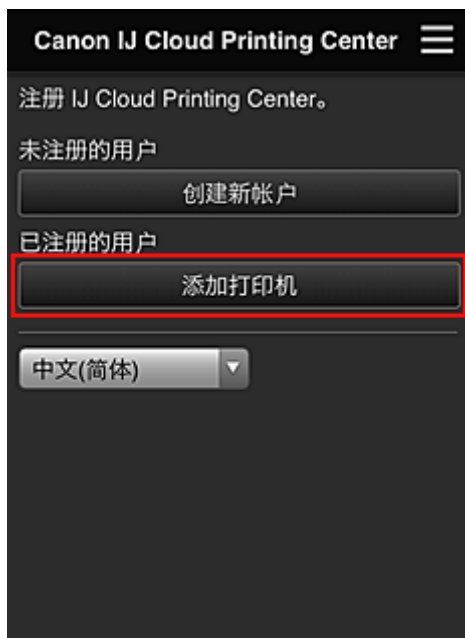 Canon IJ Cloud Printing Center
注册 IJ Cloud Printing Center。
未注册的用户
创建新帐户
已注册的用户
添加打印机
中文(简体)